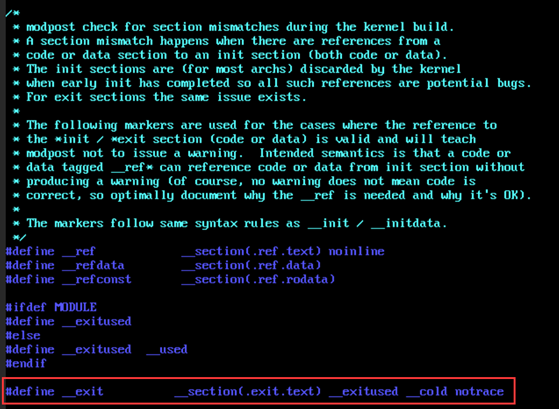 /*
 * modpost check for section mismatches during the kernel build.
 * A section mismatch happens when there are references from a
 * code or data section to an init section (both code or data).
 * The init sections are (for most archs) discarded by the kernel
 * when early init has completed so all such references are potential bugs.
 * For exit sections the same issue exists.
 *
 * The following markers are used for the cases where the reference to
 * the *init / *exit section (code or data) is valid and will teach
 * modpost not to issue a warning.  Intended semantics is that a code or
 * data tagged __ref* can reference code or data from init section without
 * producing a warning (of course, no warning does not mean code is
 * correct, so optimally document why the __ref is needed and why it's OK).
 *
 * The markers follow same syntax rules as __init / __initdata.
 */
#define __ref            __section(.ref.text) noinline
#define __refdata        __section(.ref.data)
#define __refconst       __section(.ref.rodata)
#ifdef MODULE
#define __exitused
#else
#define __exitused  __used
#endif
#define __exit          __section(.exit.text) __exitused __cold notrace